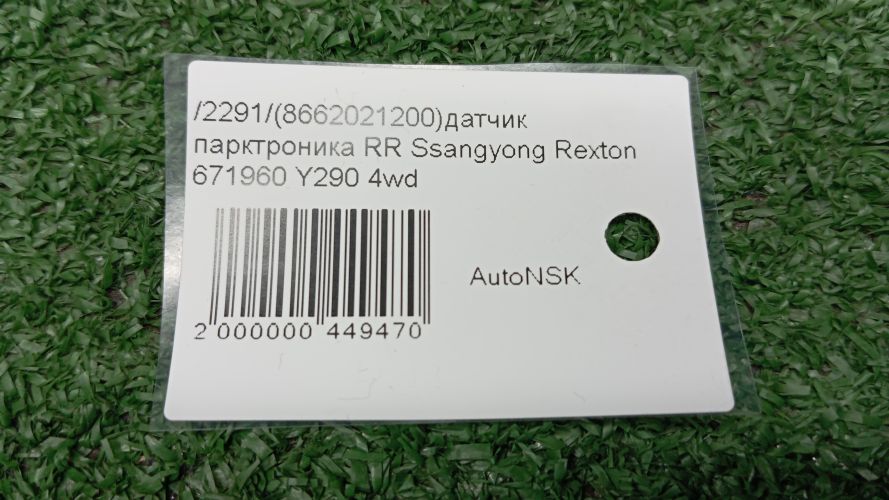 /2291/(8662021200)датчик
парктроника RR Ssangyong Rexton
671960 Y290 4wd
AutoNSK
2 000000 449470